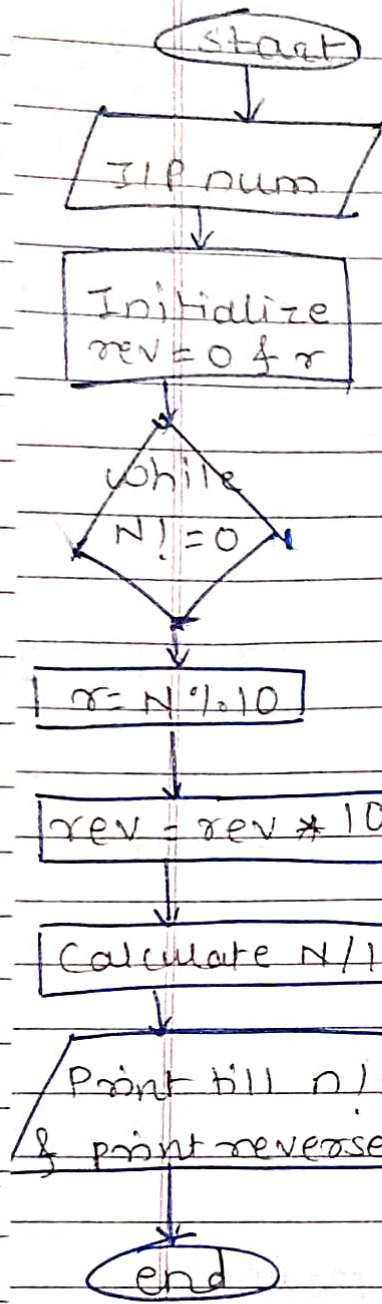 start
I/P num
Initialize
rev = 0 & r
while
N! = 0
r = N % 10
rev = rev * 10
Calculate N/1
Print till n!
& print reverse
end